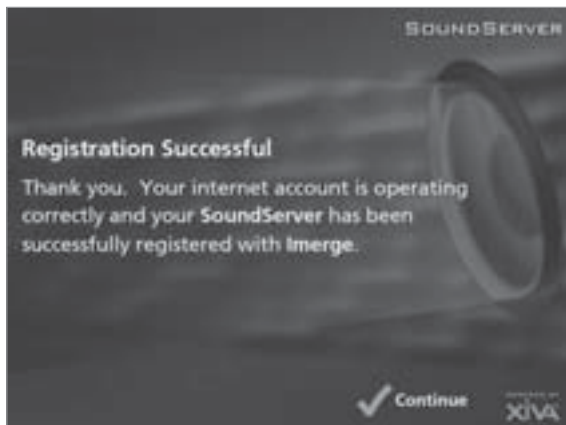 SOUNDSERVER
Registration Successful
Thank you. Your internet account is operating
correctly and your SoundServer has been
successfully registered with Imerge.
Continue
XiVA